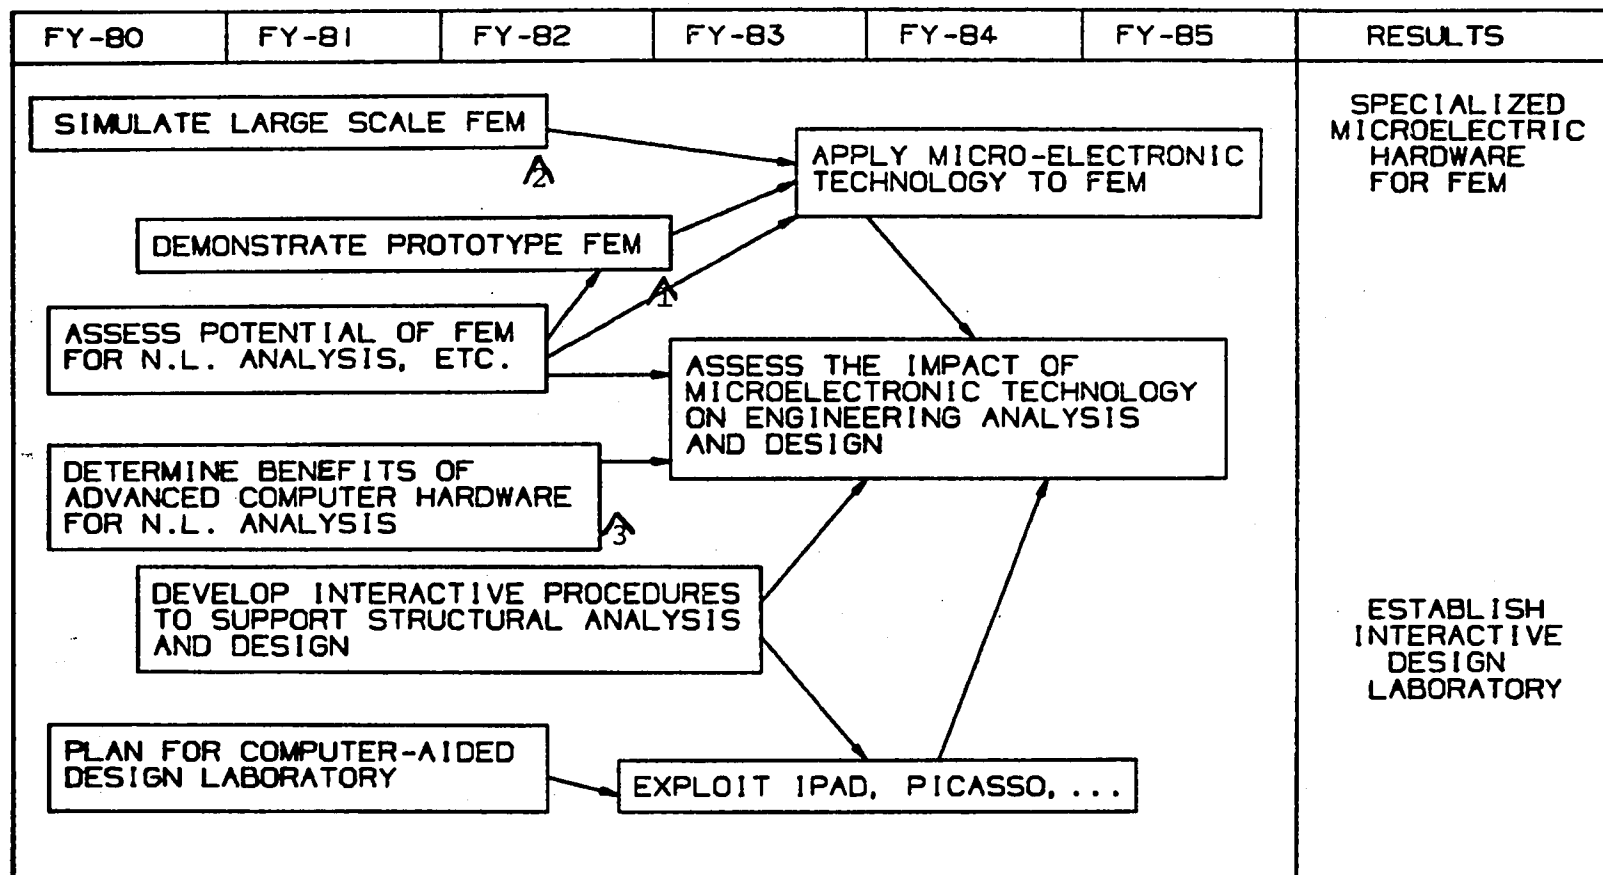 FY-80 FY-81 FY-82 FY-83 FY-84 FY-85 RESULTS
SIMULATE LARGE SCALE FEM
2
APPLY MICRO-ELECTRONIC
TECHNOLOGY TO FEM
SPECIALIZED
MICROELECTRIC
HARDWARE
FOR FEM
DEMONSTRATE PROTOTYPE FEM
1
ASSESS POTENTIAL OF FEM
FOR N.L. ANALYSIS, ETC.
ASSESS THE IMPACT OF
MICROELECTRONIC TECHNOLOGY
ON ENGINEERING ANALYSIS
AND DESIGN
DETERMINE BENEFITS OF
ADVANCED COMPUTER HARDWARE
FOR N.L. ANALYSIS
3
DEVELOP INTERACTIVE PROCEDURES
TO SUPPORT STRUCTURAL ANALYSIS
AND DESIGN
ESTABLISH
INTERACTIVE
DESIGN
LABORATORY
PLAN FOR COMPUTER-AIDED
DESIGN LABORATORY
EXPLOIT IPAD, PICASSO, ...